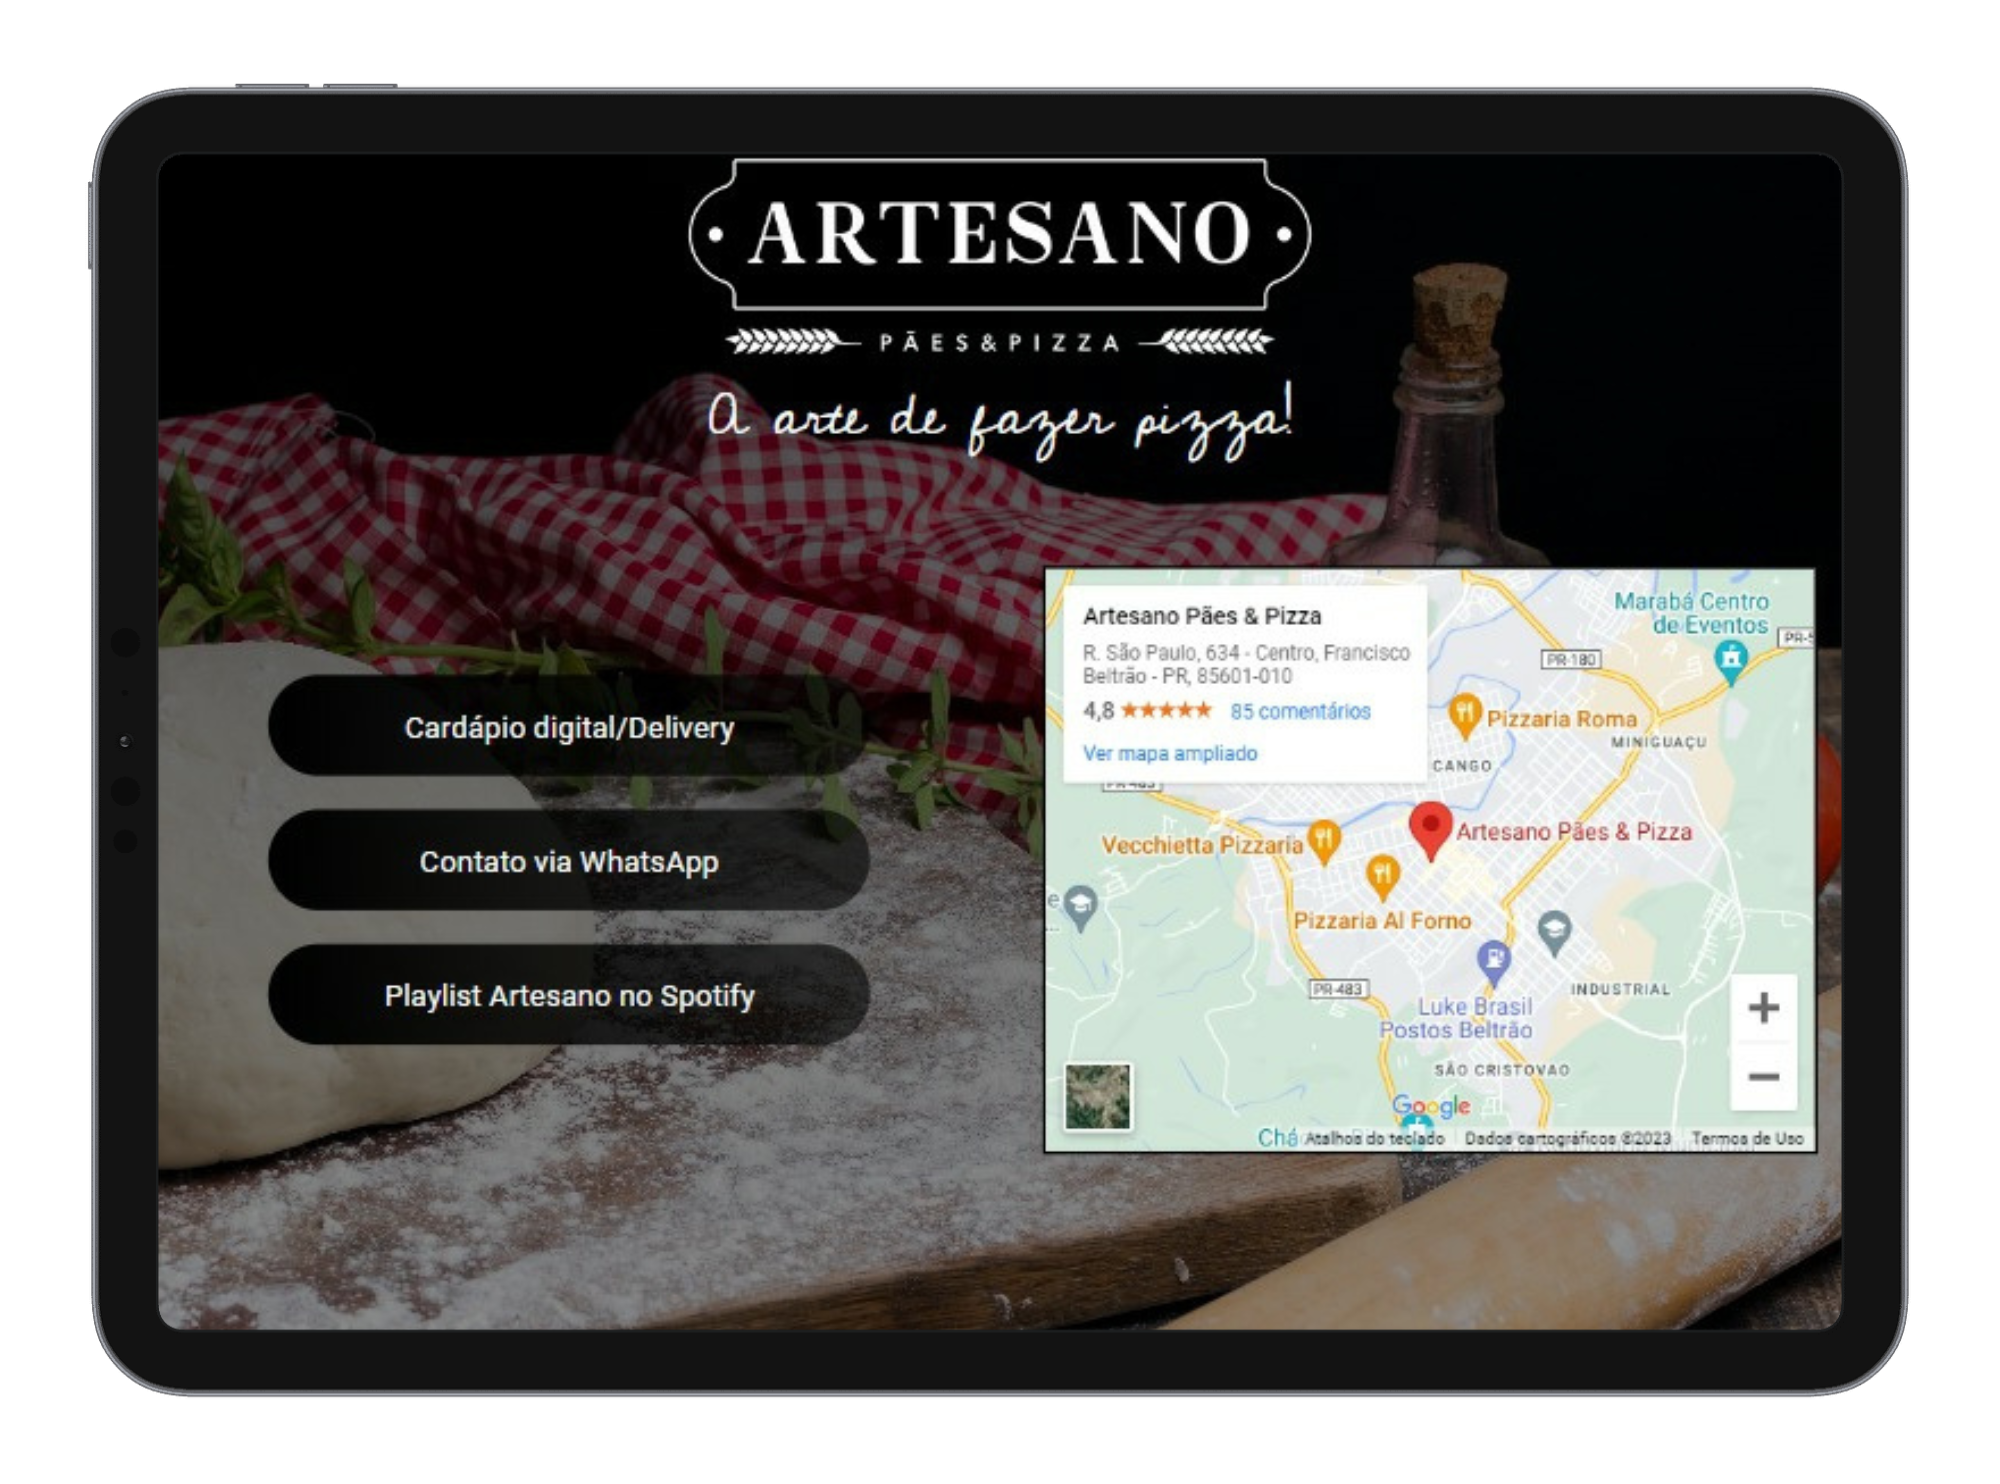 ARTESANO
PÃES&PIZZA
A arte de fazer pizza!
Cardápio digital/Delivery
Contato via WhatsApp
Playlist Artesano no Spotify
Artesano Pães & Pizza
R. São Paulo, 634 - Centro, Francisco
Beltrão - PR, 85601-010
4,8 ★★★★★ 85 comentários
Ver mapa ampliado
Marabá Centro
de Eventos
PR-180
Pizzaria Roma
MINIGUAÇU
CANGO
PR-483
Artesano Pães & Pizza
Vecchietta Pizzaria
Pizzaria Al Forno
PR-483
INDUSTRIAL
Luke Brasil
Postos Beltrão
SÃO CRISTOVAO
Google
Atalhos do teclado
Dados cartográficos ©2023
Termos de Uso